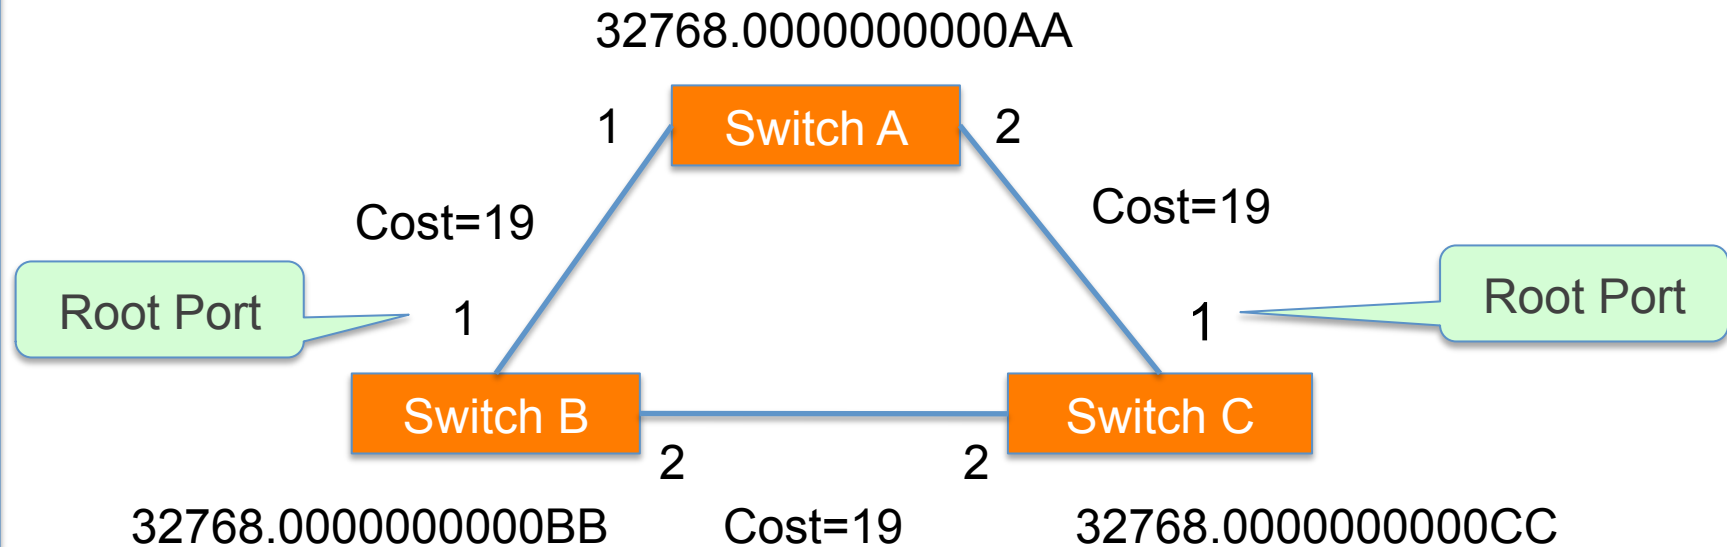 32768.0000000000AA
1
Switch A
2
Cost=19
Cost=19
Root Port
1
1
Root Port
Switch B
Switch C
2
2
32768.0000000000BB
Cost=19
32768.0000000000CC